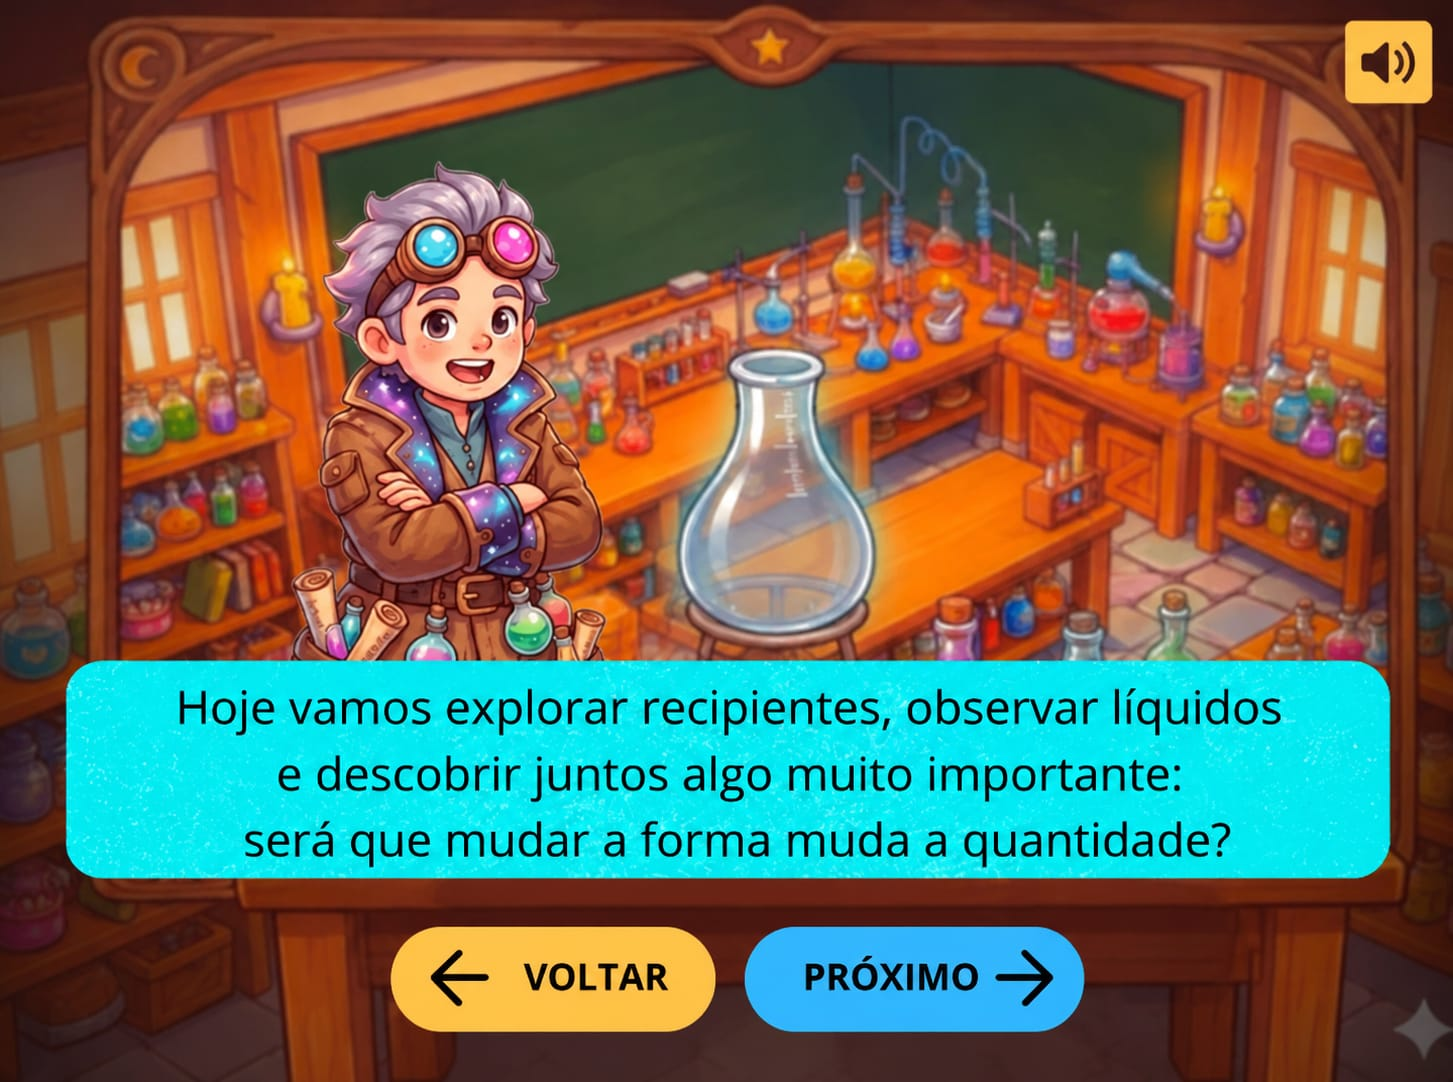 Hoje vamos explorar recipientes, observar líquidos
e descobrir juntos algo muito importante:
será que mudar a forma muda a quantidade?
VOLTAR
PRÓXIMO